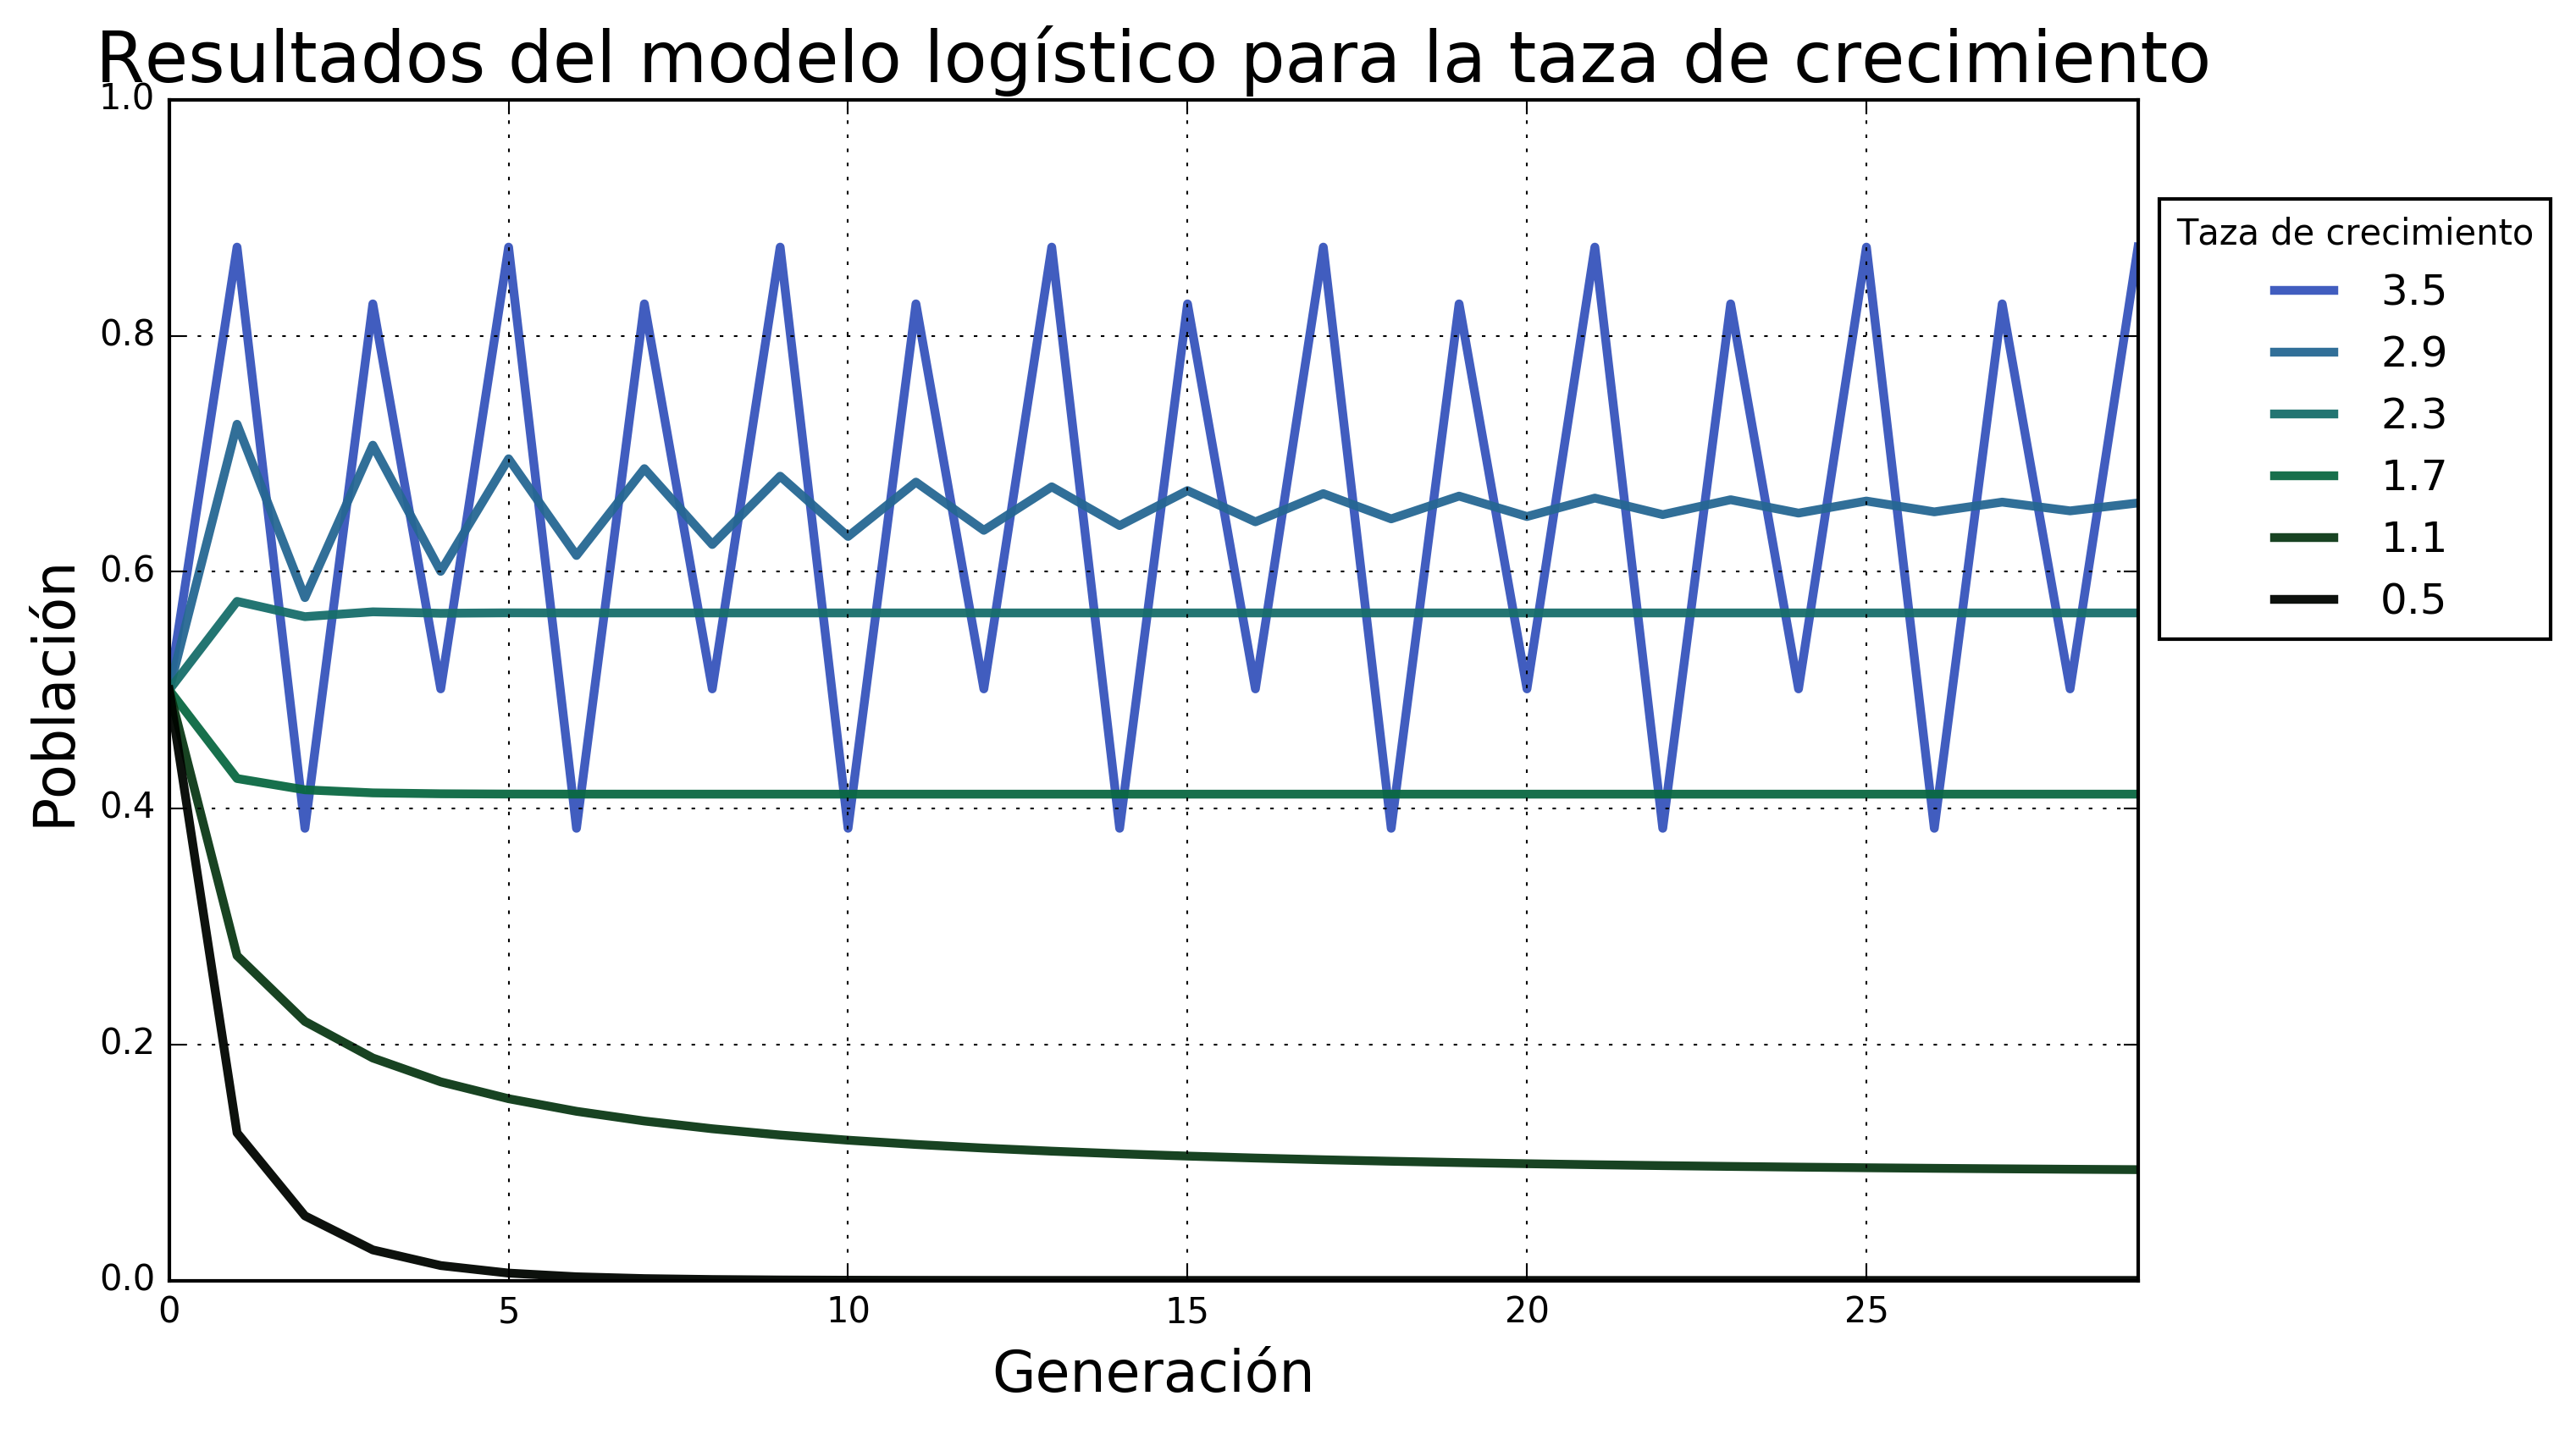 Resultados del modelo logístico para la taza de crecimiento
1.0
0.8
0.6
0.4
0.2
0.0
Población
0 5 10 15 20 25
Generación
Taza de crecimiento
3.5
2.9
2.3
1.7
1.1
0.5